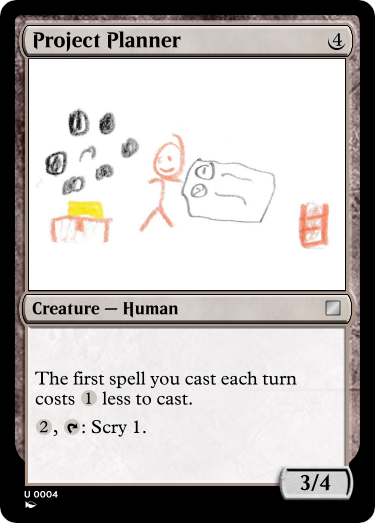 Project Planner 4
Creature — Human
The first spell you cast each turn
costs 1 less to cast.
2, : Scry 1.
3/4
U 0004